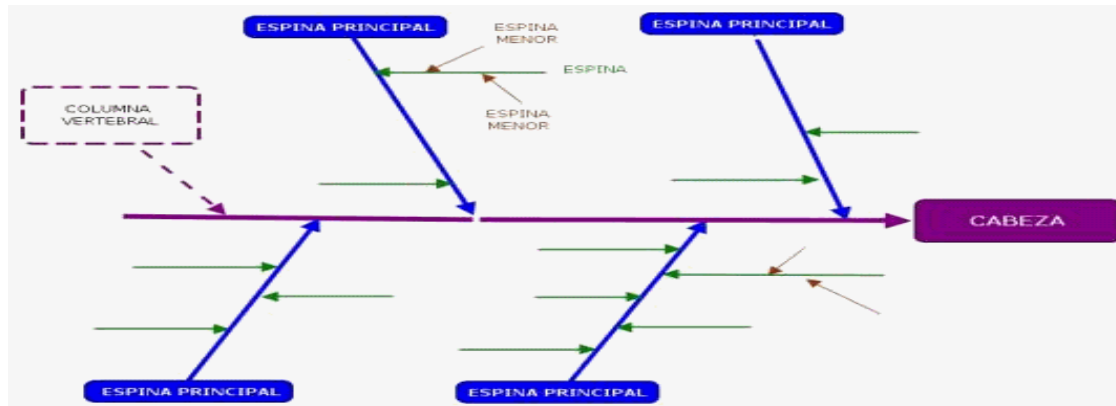 ESPINA PRINCIPAL
ESPINA PRINCIPAL
ESPINA
MENOR
ESPINA
ESPINA
MENOR
COLUMNA
VERTEBRAL
CABEZA
ESPINA PRINCIPAL
ESPINA PRINCIPAL